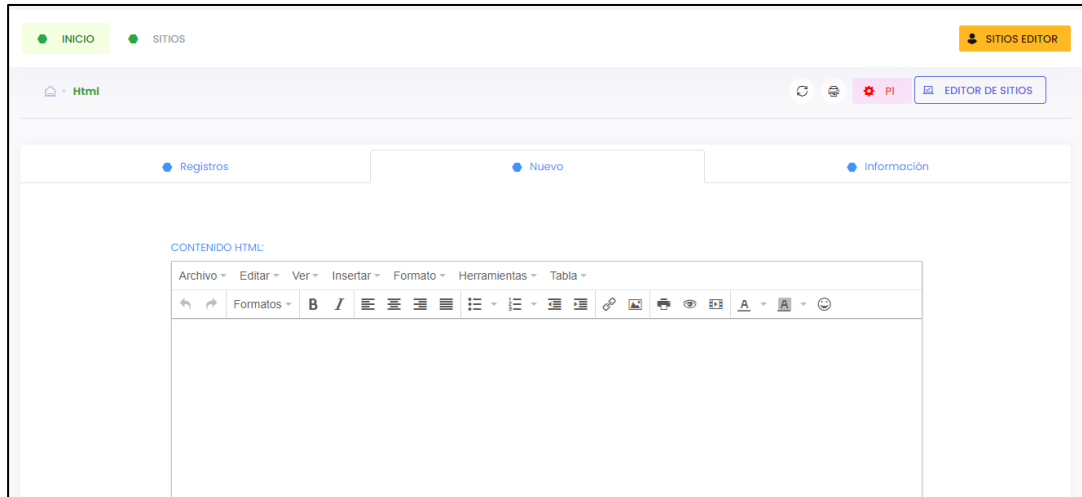 INICIO SITIOS SITIOS EDITOR
Html PI EDITOR DE SITIOS
Registros Nuevo Información
CONTENIDO HTML:
Archivo Editar Ver Insertar Formato Herramientas Tabla
Formatos B I A A